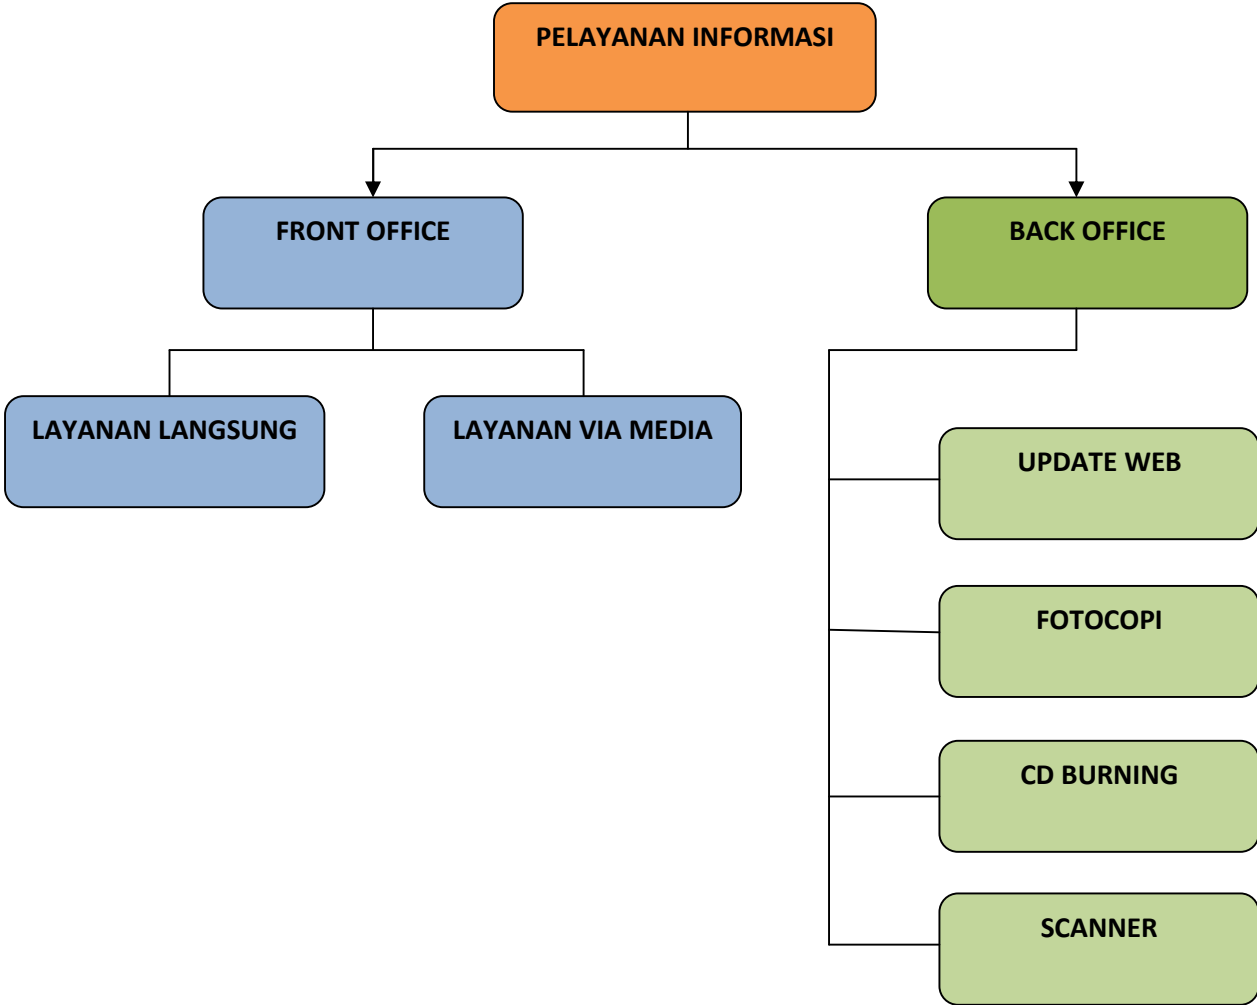 PELAYANAN INFORMASI
FRONT OFFICE
BACK OFFICE
LAYANAN LANGSUNG
LAYANAN VIA MEDIA
UPDATE WEB
FOTOCOPI
CD BURNING
SCANNER